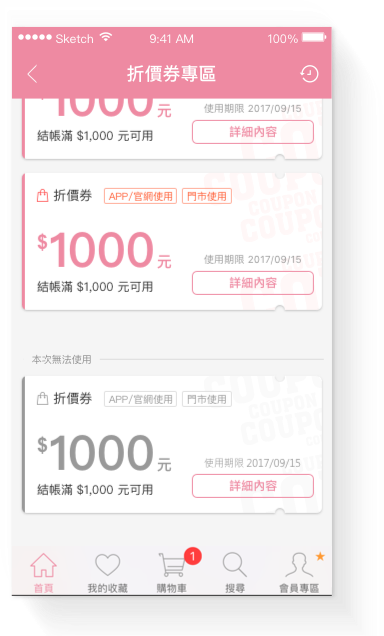 Sketch 9:41 AM 100%
折價券專區
$1000元
使用期限 2017/09/15
結帳滿 $1,000 元可用
詳細內容
折價券 APP/官網使用 門市使用
COUPON
$1000元
使用期限 2017/09/15
結帳滿 $1,000 元可用
詳細內容
本次無法使用
折價券 APP/官網使用 門市使用
COUPON
$1000元
使用期限 2017/09/15
結帳滿 $1,000 元可用
詳細內容
1
首頁 我的收藏 購物車 搜尋 會員專區